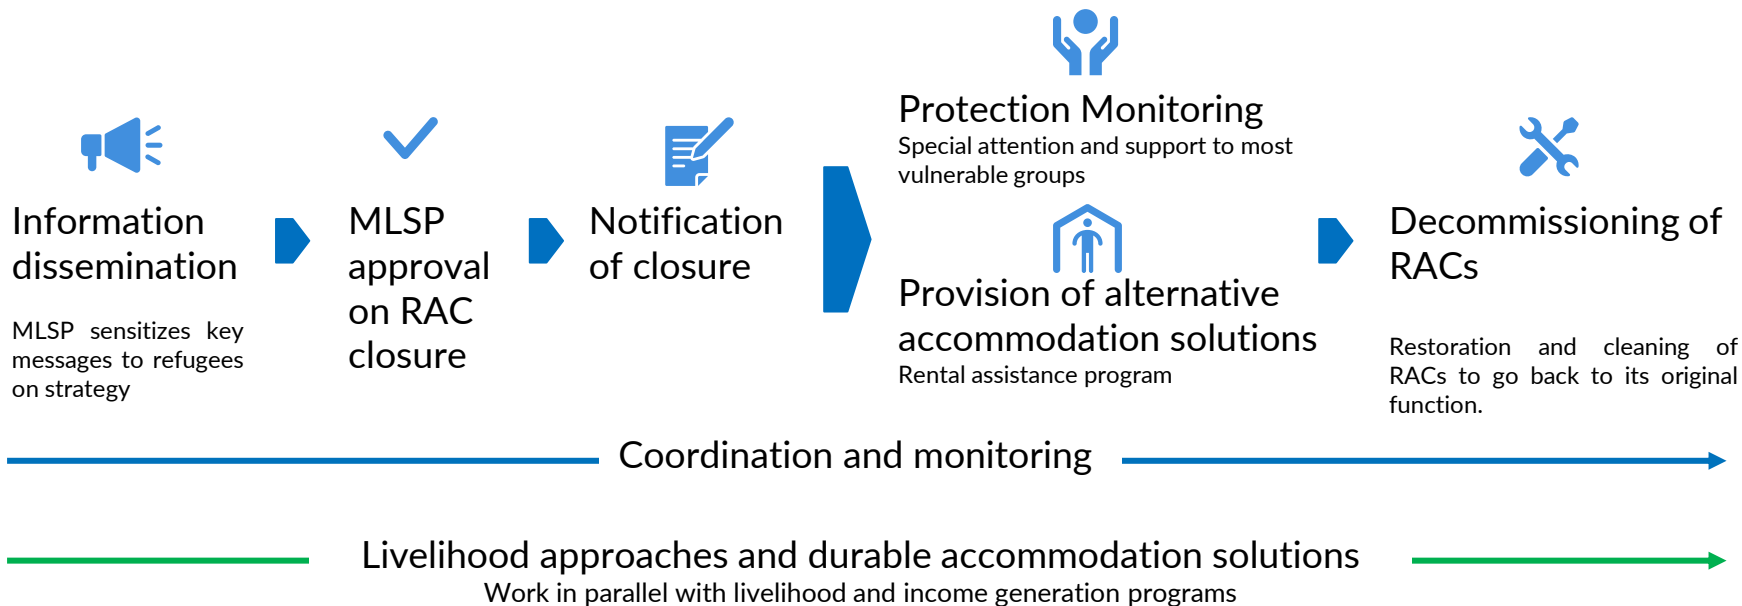 Information
dissemination
MLSP sensitizes key
messages to refugees
on strategy
MLSP
approval
on RAC
closure
Notification
of closure
Protection Monitoring
Special attention and support to most
vulnerable groups
Provision of alternative
accommodation solutions
Rental assistance program
Decommissioning of
RACs
Restoration and cleaning of
RACs to go back to its original
function.
Coordination and monitoring
Livelihood approaches and durable accommodation solutions
Work in parallel with livelihood and income generation programs